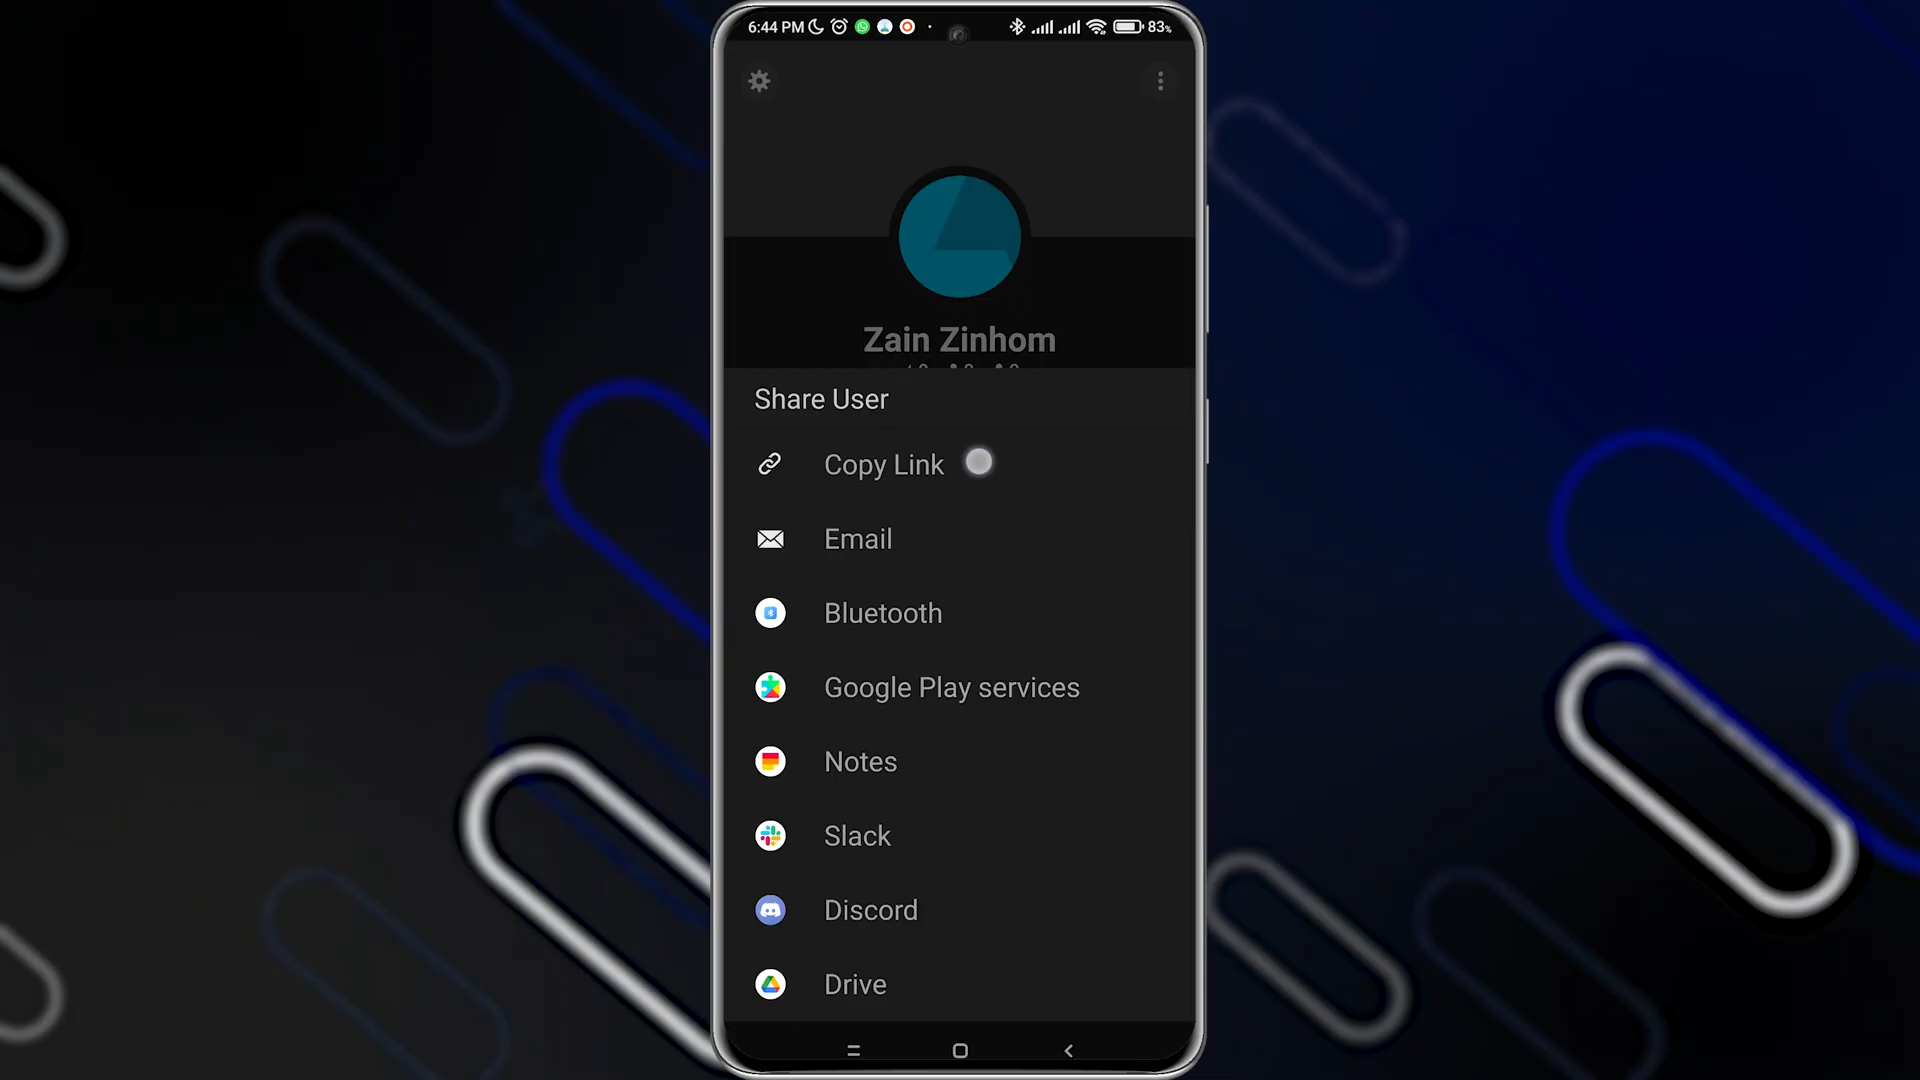 6:44 PM
83%
Zain Zinhom
Share User
Copy Link
Email
Bluetooth
Google Play services
Notes
Slack
Discord
Drive